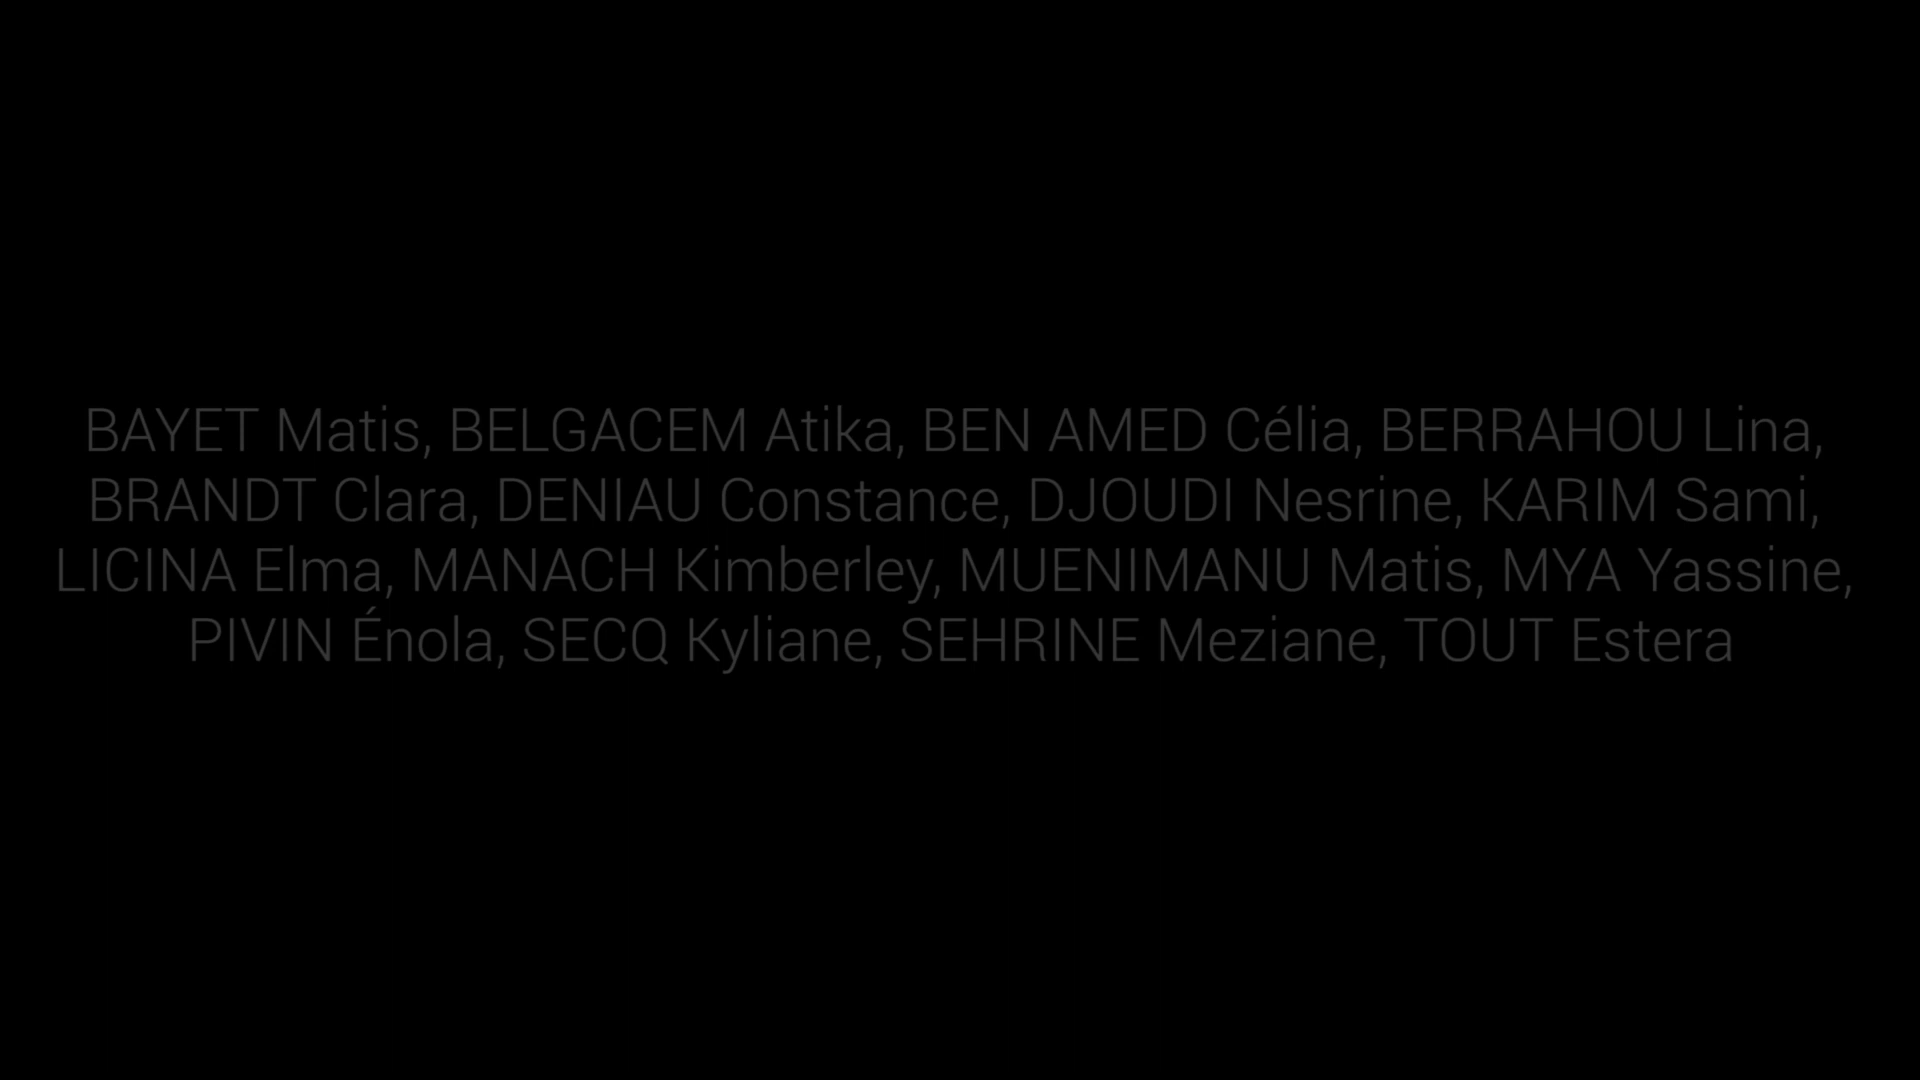 BAYET Matis, BELGACEM Atika, BEN AMED Célia, BERRAHOU Lina,
BRANDT Clara, DENIAU Constance, DJOUDI Nesrine, KARIM Sami,
LICINA Elma, MANACH Kimberley, MUENIMANU Matis, MYA Yassine,
PIVIN Énola, SECQ Kyliane, SEHRINE Meziane, TOUT Estera